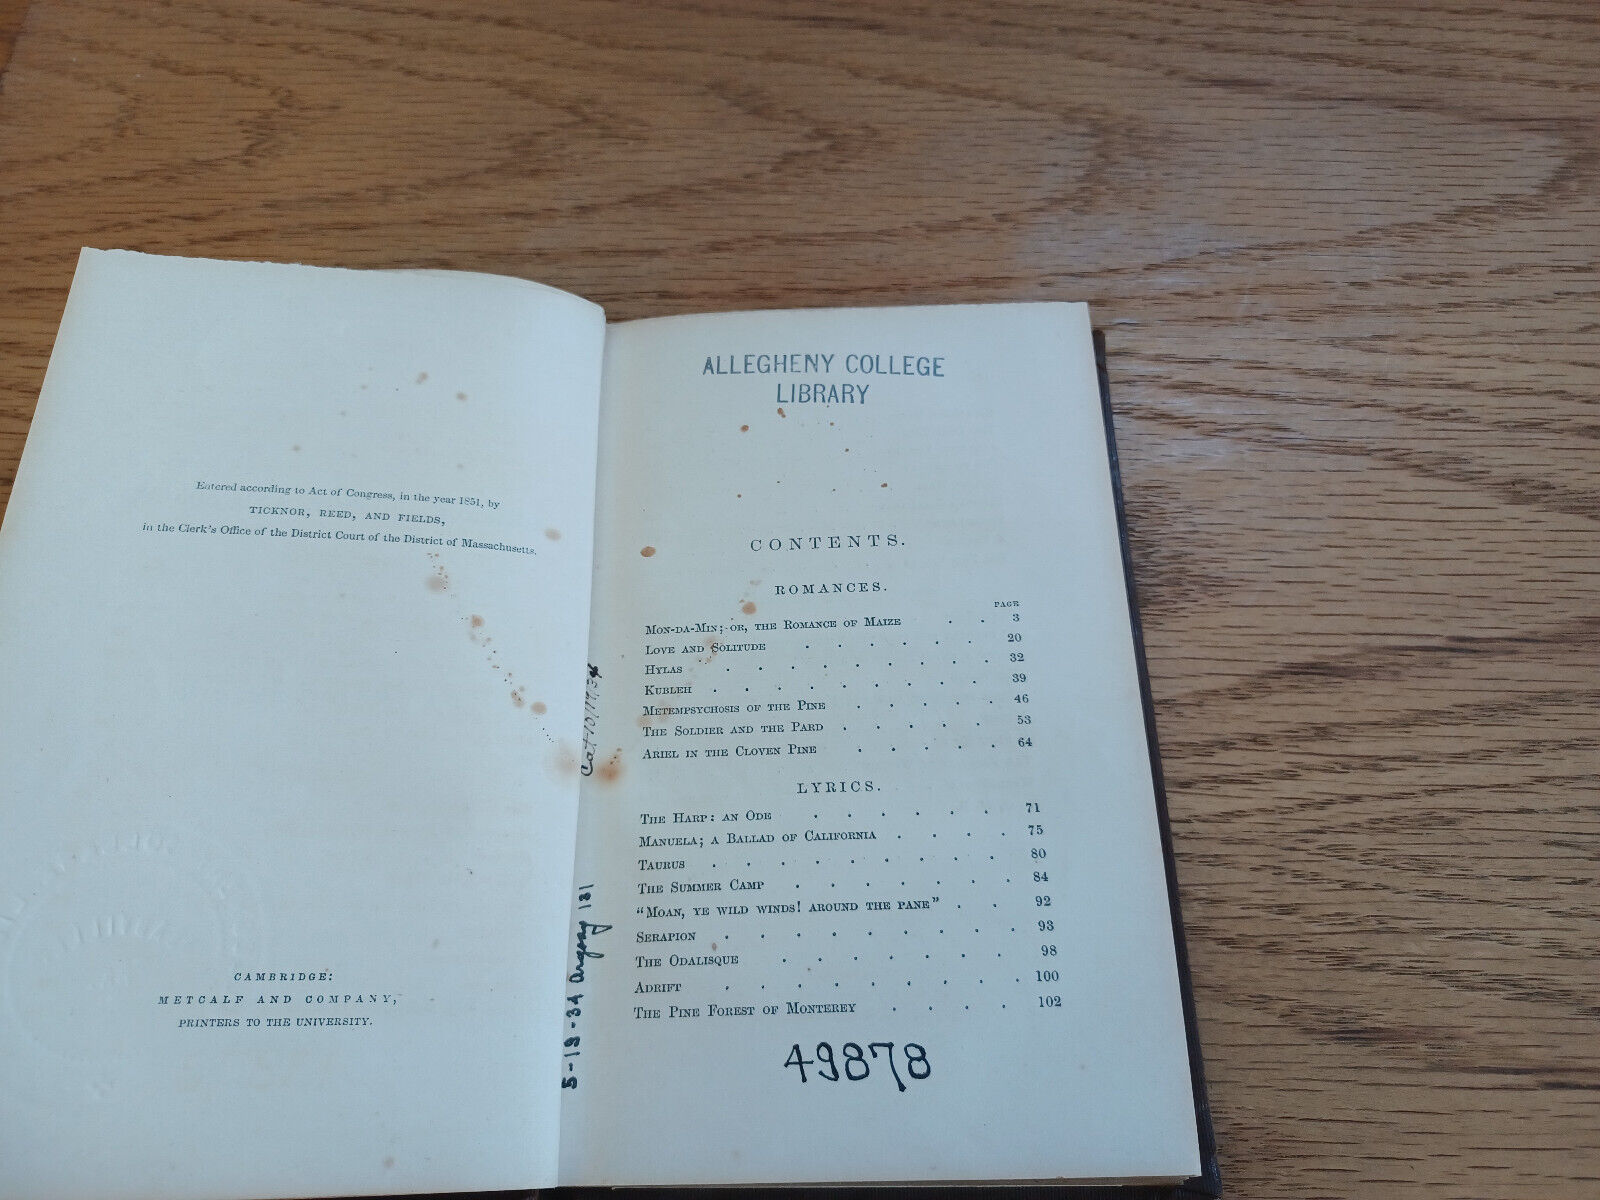 Entered according to Act of Congress, in the year 1851, by
TICKNOR, REED, AND FIELDS,
in the Clerk's Office of the District Court of the District of Massachusetts.
CAMBRIDGE:
METCALF AND COMPANY,
PRINTERS TO THE UNIVERSITY.
5-19-34 181
Cat 10/19/34
ALLEGHENY COLLEGE
LIBRARY
CONTENTS.
ROMANCES.
PAGE
MON-DA-MIN; OR, THE ROMANCE OF MAIZE . . 3
LOVE AND SOLITUDE . . . . . . 20
HYLAS . . . . . . . . . 32
KUBLEH . . . . . . . . 39
METEMPSYCHOSIS OF THE PINE . . . . 46
THE SOLDIER AND THE PARD . . . . . 53
ARIEL IN THE CLOVEN PINE . . . . . 64
LYRICS.
THE HARP: AN ODE . . . . . . 71
MANUELA; A BALLAD OF CALIFORNIA . . . . 75
TAURUS . . . . . . . . . 80
THE SUMMER CAMP . . . . . . . 84
"MOAN, YE WILD WINDS! AROUND THE PANE" . . 92
SERAPION . . . . . . . . . 93
THE ODALISQUE . . . . . . . 98
ADRIFT . . . . . . . . . 100
THE PINE FOREST OF MONTEREY . . . . 102
49878